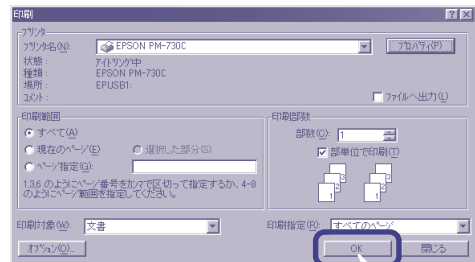 印刷
プリンタ
プリンタ名(N): EPSON PM-730C プロパティ(P)
状態: アイドリング中
種類: EPSON PM-730C
場所: EPUSB1:
コメント: ファイルへ出力(L)
印刷範囲
すべて(A)
現在のページ(E) 選択した部分(S)
ページ指定(G):
1,3,6 のようにページ番号をカンマで区切って指定するか、4-8
のようにページ範囲を指定してください。
印刷部数
部数(C): 1
部単位で印刷(T)
1 2 3 1 2 3
印刷対象(W): 文書
印刷指定(R): すべてのページ
オプション(O)... OK 閉じる